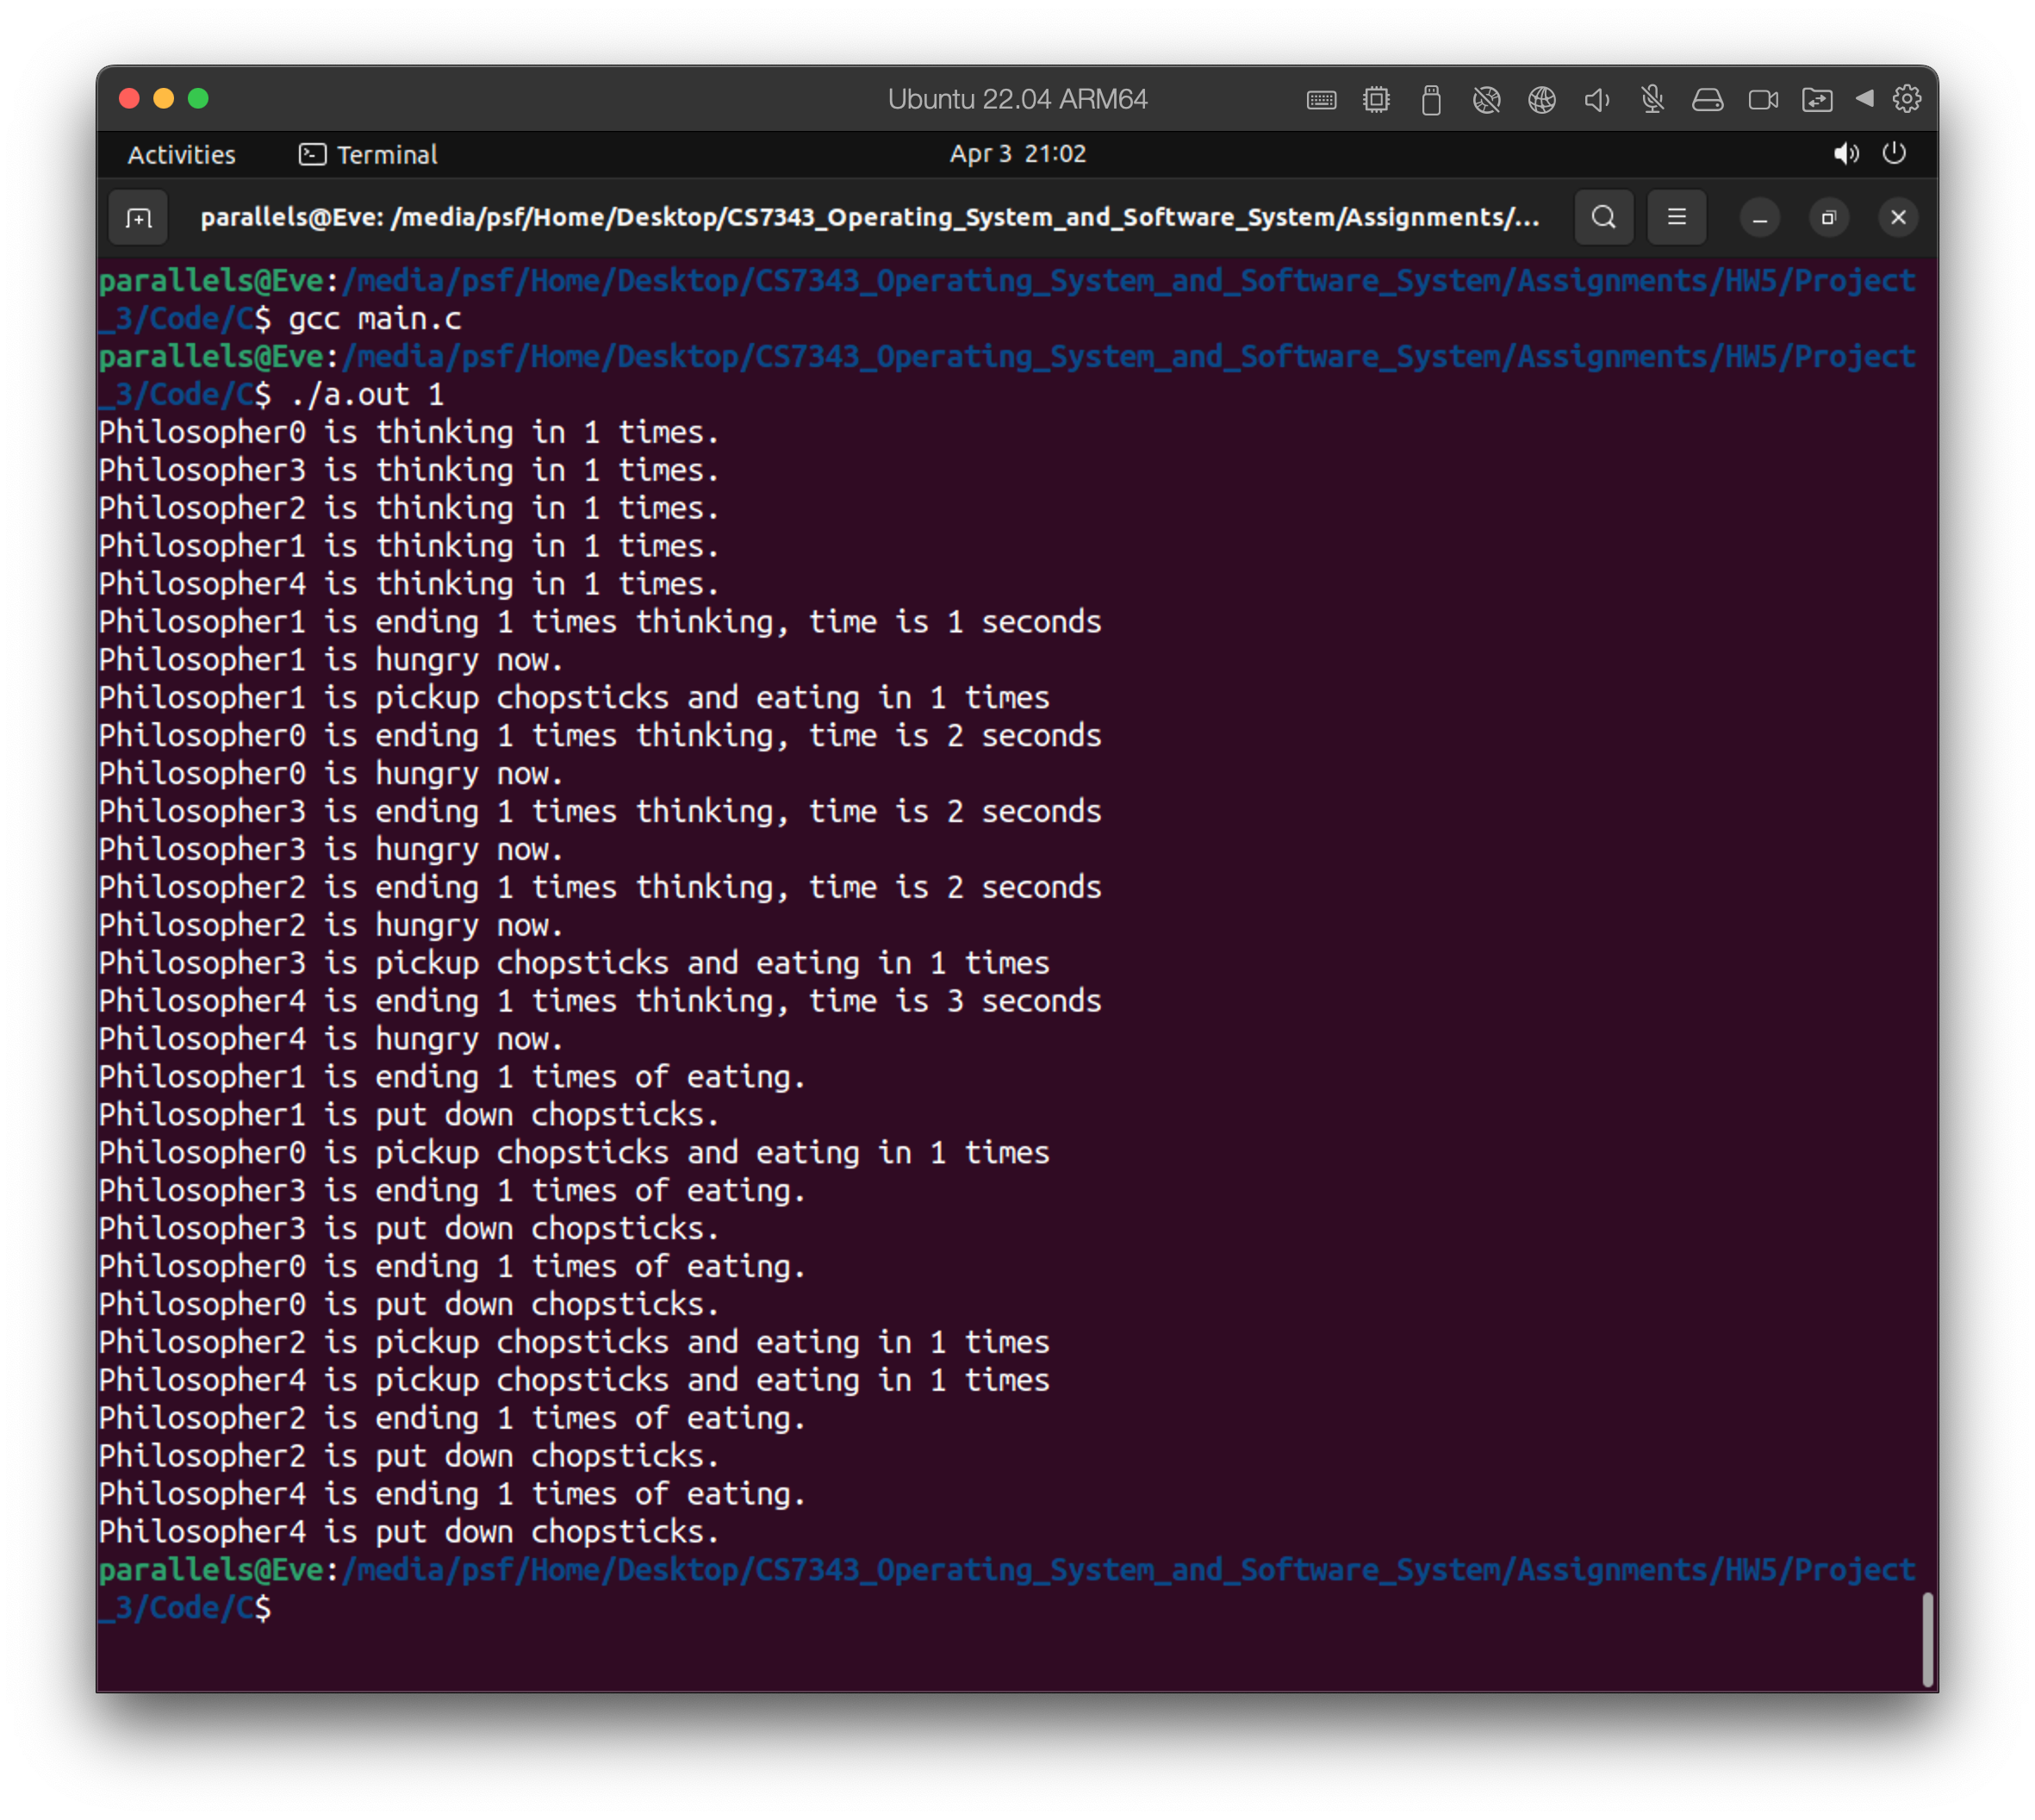 Ubuntu 22.04 ARM64
Activities Terminal Apr 3 21:02
parallels@Eve: /media/psf/Home/Desktop/CS7343_Operating_System_and_Software_System/Assignments/...
parallels@Eve:/media/psf/Home/Desktop/CS7343_Operating_System_and_Software_System/Assignments/HW5/Project
_3/Code/C$ gcc main.c
parallels@Eve:/media/psf/Home/Desktop/CS7343_Operating_System_and_Software_System/Assignments/HW5/Project
_3/Code/C$ ./a.out 1
Philosopher0 is thinking in 1 times.
Philosopher3 is thinking in 1 times.
Philosopher2 is thinking in 1 times.
Philosopher1 is thinking in 1 times.
Philosopher4 is thinking in 1 times.
Philosopher1 is ending 1 times thinking, time is 1 seconds
Philosopher1 is hungry now.
Philosopher1 is pickup chopsticks and eating in 1 times
Philosopher0 is ending 1 times thinking, time is 2 seconds
Philosopher0 is hungry now.
Philosopher3 is ending 1 times thinking, time is 2 seconds
Philosopher3 is hungry now.
Philosopher2 is ending 1 times thinking, time is 2 seconds
Philosopher2 is hungry now.
Philosopher3 is pickup chopsticks and eating in 1 times
Philosopher4 is ending 1 times thinking, time is 3 seconds
Philosopher4 is hungry now.
Philosopher1 is ending 1 times of eating.
Philosopher1 is put down chopsticks.
Philosopher0 is pickup chopsticks and eating in 1 times
Philosopher3 is ending 1 times of eating.
Philosopher3 is put down chopsticks.
Philosopher0 is ending 1 times of eating.
Philosopher0 is put down chopsticks.
Philosopher2 is pickup chopsticks and eating in 1 times
Philosopher4 is pickup chopsticks and eating in 1 times
Philosopher2 is ending 1 times of eating.
Philosopher2 is put down chopsticks.
Philosopher4 is ending 1 times of eating.
Philosopher4 is put down chopsticks.
parallels@Eve:/media/psf/Home/Desktop/CS7343_Operating_System_and_Software_System/Assignments/HW5/Project
_3/Code/C$